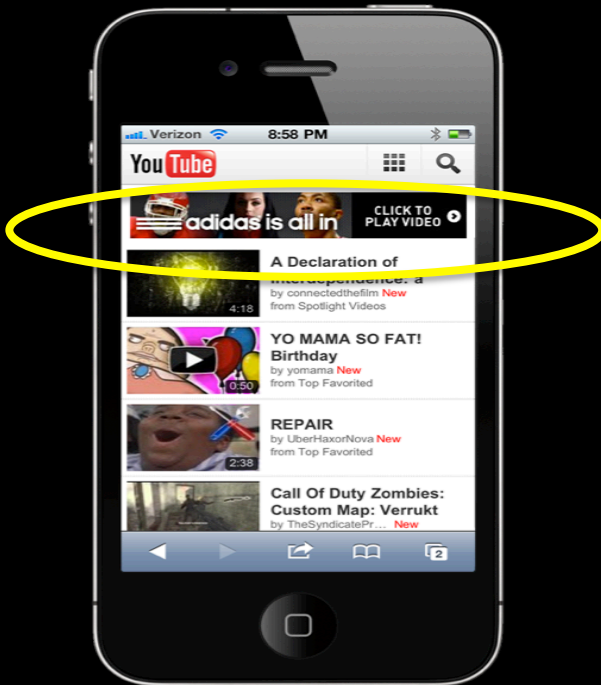 Verizon 8:58 PM
YouTube
adidas is all in CLICK TO
PLAY VIDEO
A Declaration of
Interdependence: a
4:18 by connectedthefilm New
from Spotlight Videos
YO MAMA SO FAT!
Birthday
by yomama New
0:50 from Top Favorited
REPAIR
by UberHaxorNova New
from Top Favorited
2:38
Call Of Duty Zombies:
Custom Map: Verrukt
by TheSyndicatePr... New
2